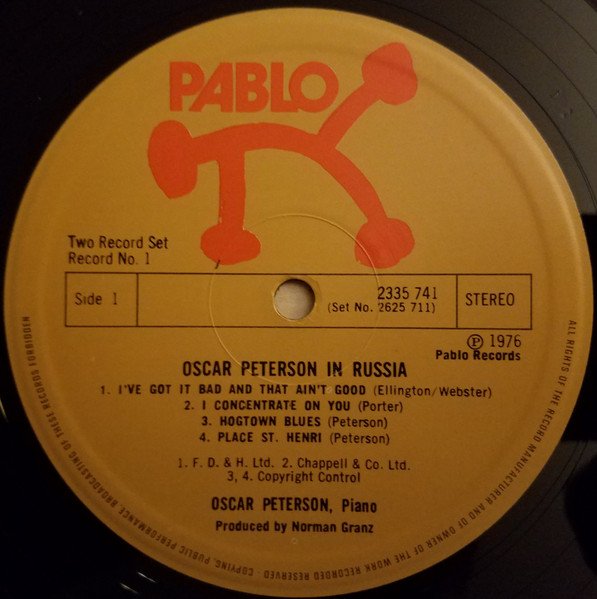 PABLO
Two Record Set
Record No. 1
Side 1
2335 741
(Set No. 2625 711)
STEREO
Ⓟ 1976
Pablo Records
OSCAR PETERSON IN RUSSIA
1. I'VE GOT IT BAD AND THAT AIN'T GOOD (Ellington/Webster)
2. I CONCENTRATE ON YOU (Porter)
3. HOGTOWN BLUES (Peterson)
4. PLACE ST. HENRI (Peterson)
1. F. D. & H. Ltd. 2. Chappell & Co. Ltd.
3, 4. Copyright Control
OSCAR PETERSON, Piano
Produced by Norman Granz
ALL RIGHTS OF THE RECORD MANUFACTURER AND OF OWNER OF THE WORK REPRODUCED RESERVED - COPYING, PUBLIC PERFORMANCE BROADCASTING OF THESE RECORDS FORBIDDEN